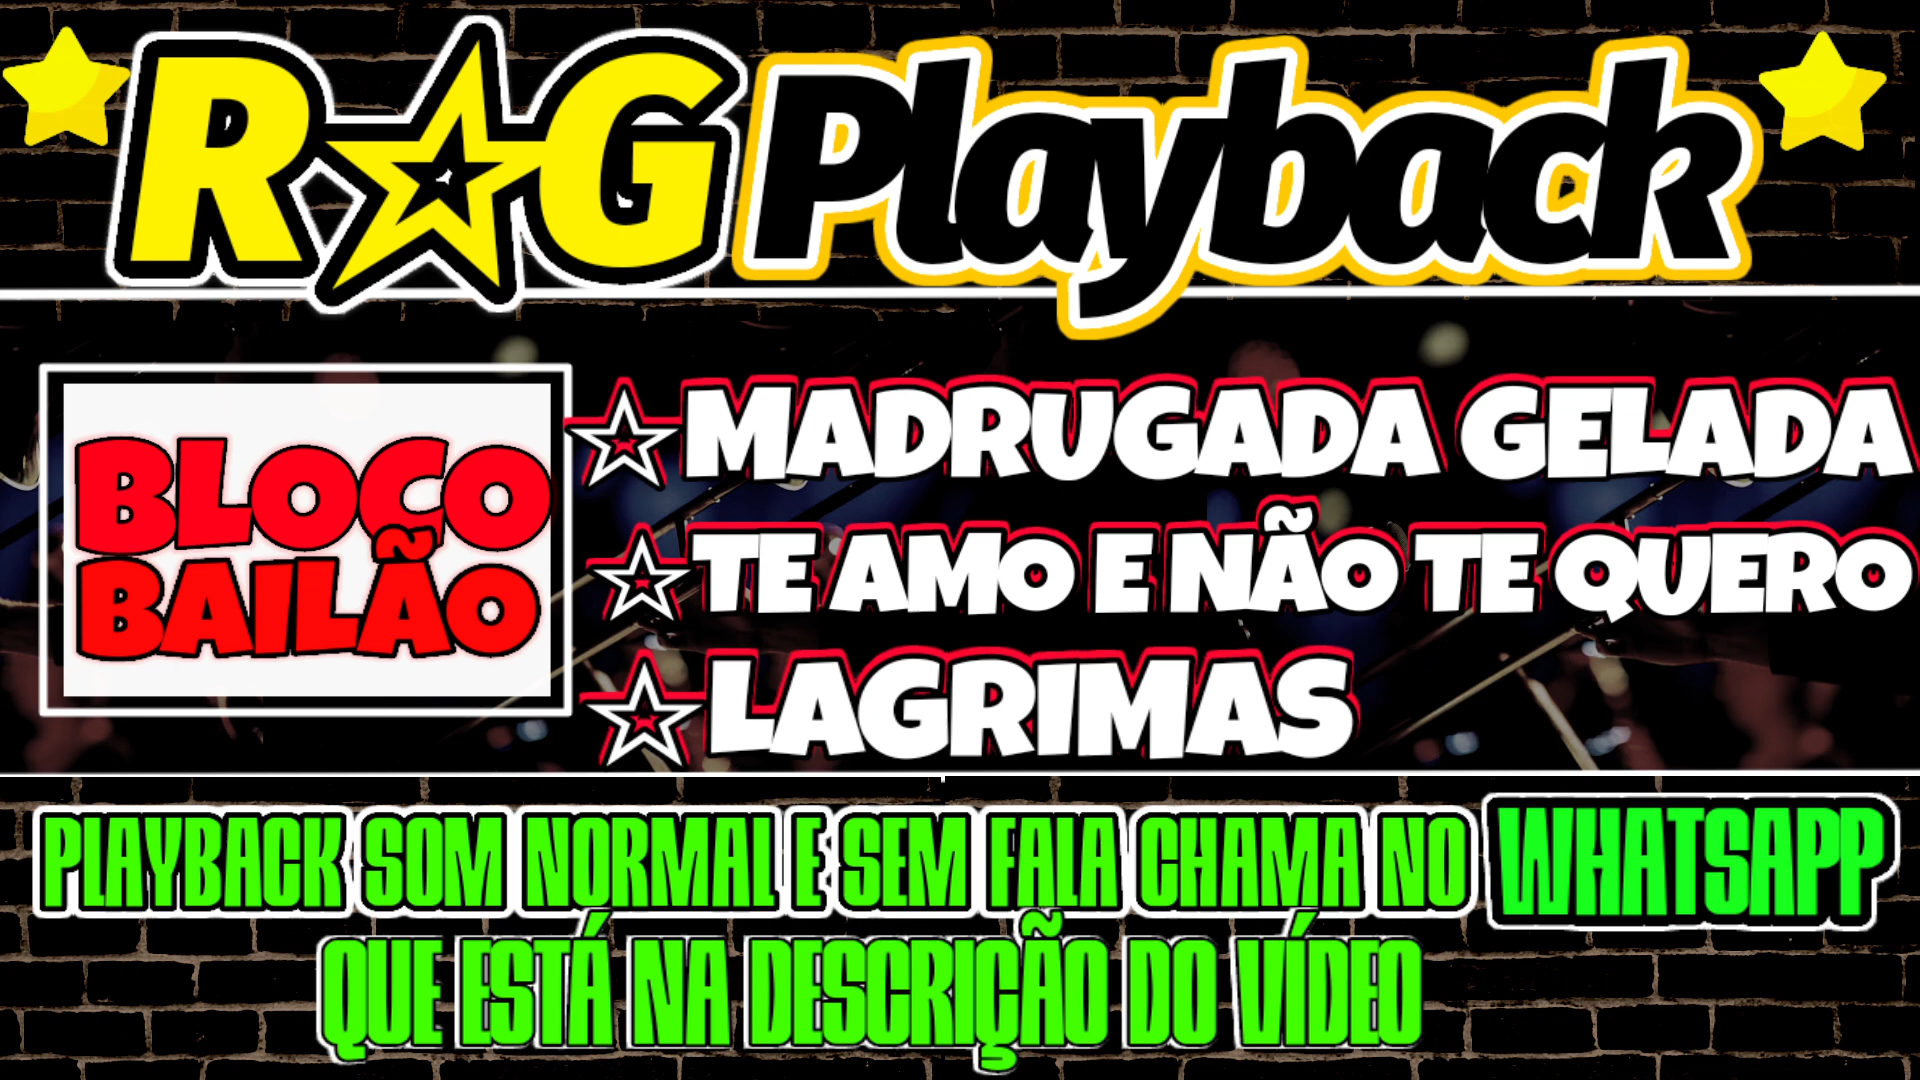 R☆G Playback
BLOCO
BAILÃO
☆MADRUGADA GELADA
☆TE AMO E NÃO TE QUERO
☆LAGRIMAS
PLAYBACK SOM NORMAL E SEM FALA CHAMA NO WHATSAPP
QUE ESTÁ NA DESCRIÇÃO DO VÍDEO